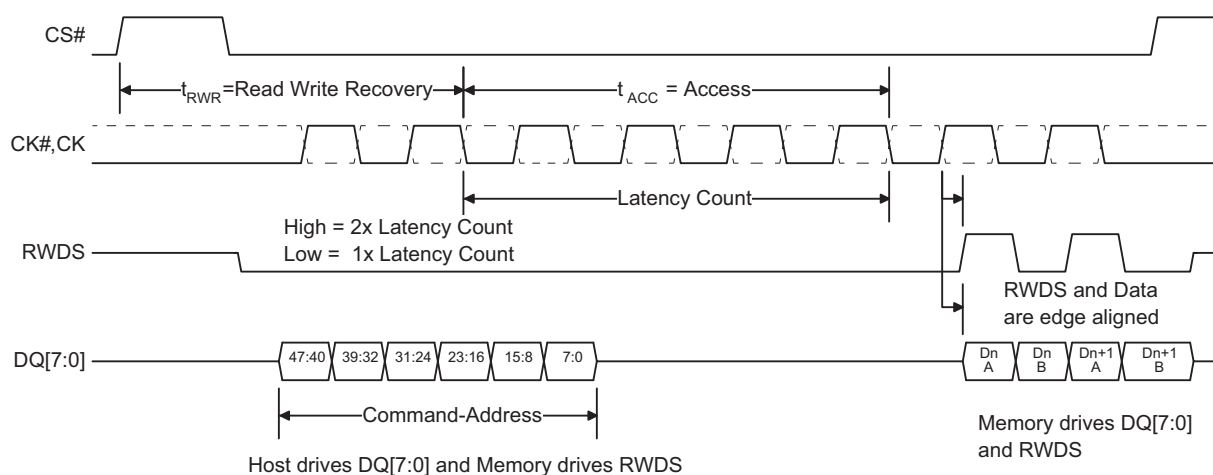 CS#
tRWR=Read Write Recovery
tACC = Access
CK#,CK
Latency Count
High = 2x Latency Count
Low = 1x Latency Count
RWDS
RWDS and Data
are edge aligned
DQ[7:0]
47:40 39:32 31:24 23:16 15:8 7:0
Dn A
Dn B
Dn+1 A
Dn+1 B
Command-Address
Memory drives DQ[7:0]
and RWDS
Host drives DQ[7:0] and Memory drives RWDS